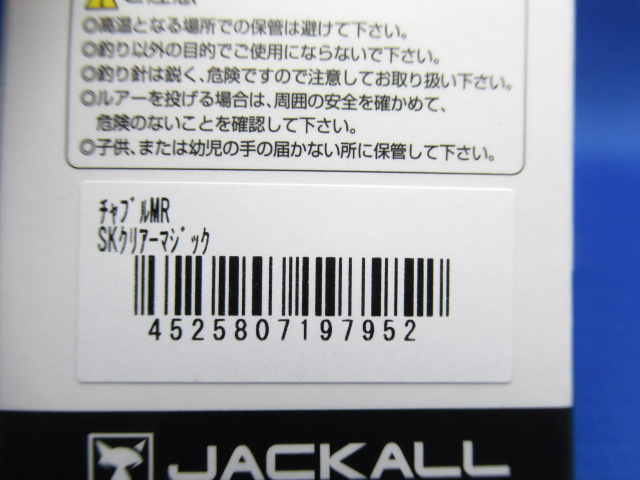 ◎高温となる場所での保管は避けて下さい。
◎釣り以外の目的でご使用にならないで下さい。
◎釣り針は鋭く、危険ですので注意してお取り扱い下さい。
◎ルアーを投げる場合は、周囲の安全を確かめて、
危険のないことを確認して下さい。
◎子供、または幼児の手の届かない所に保管して下さい。
ﾁｬﾌﾞﾙMR
SKｸﾘｱｰﾏｼﾞｯｸ
4525807197952
JACKALL